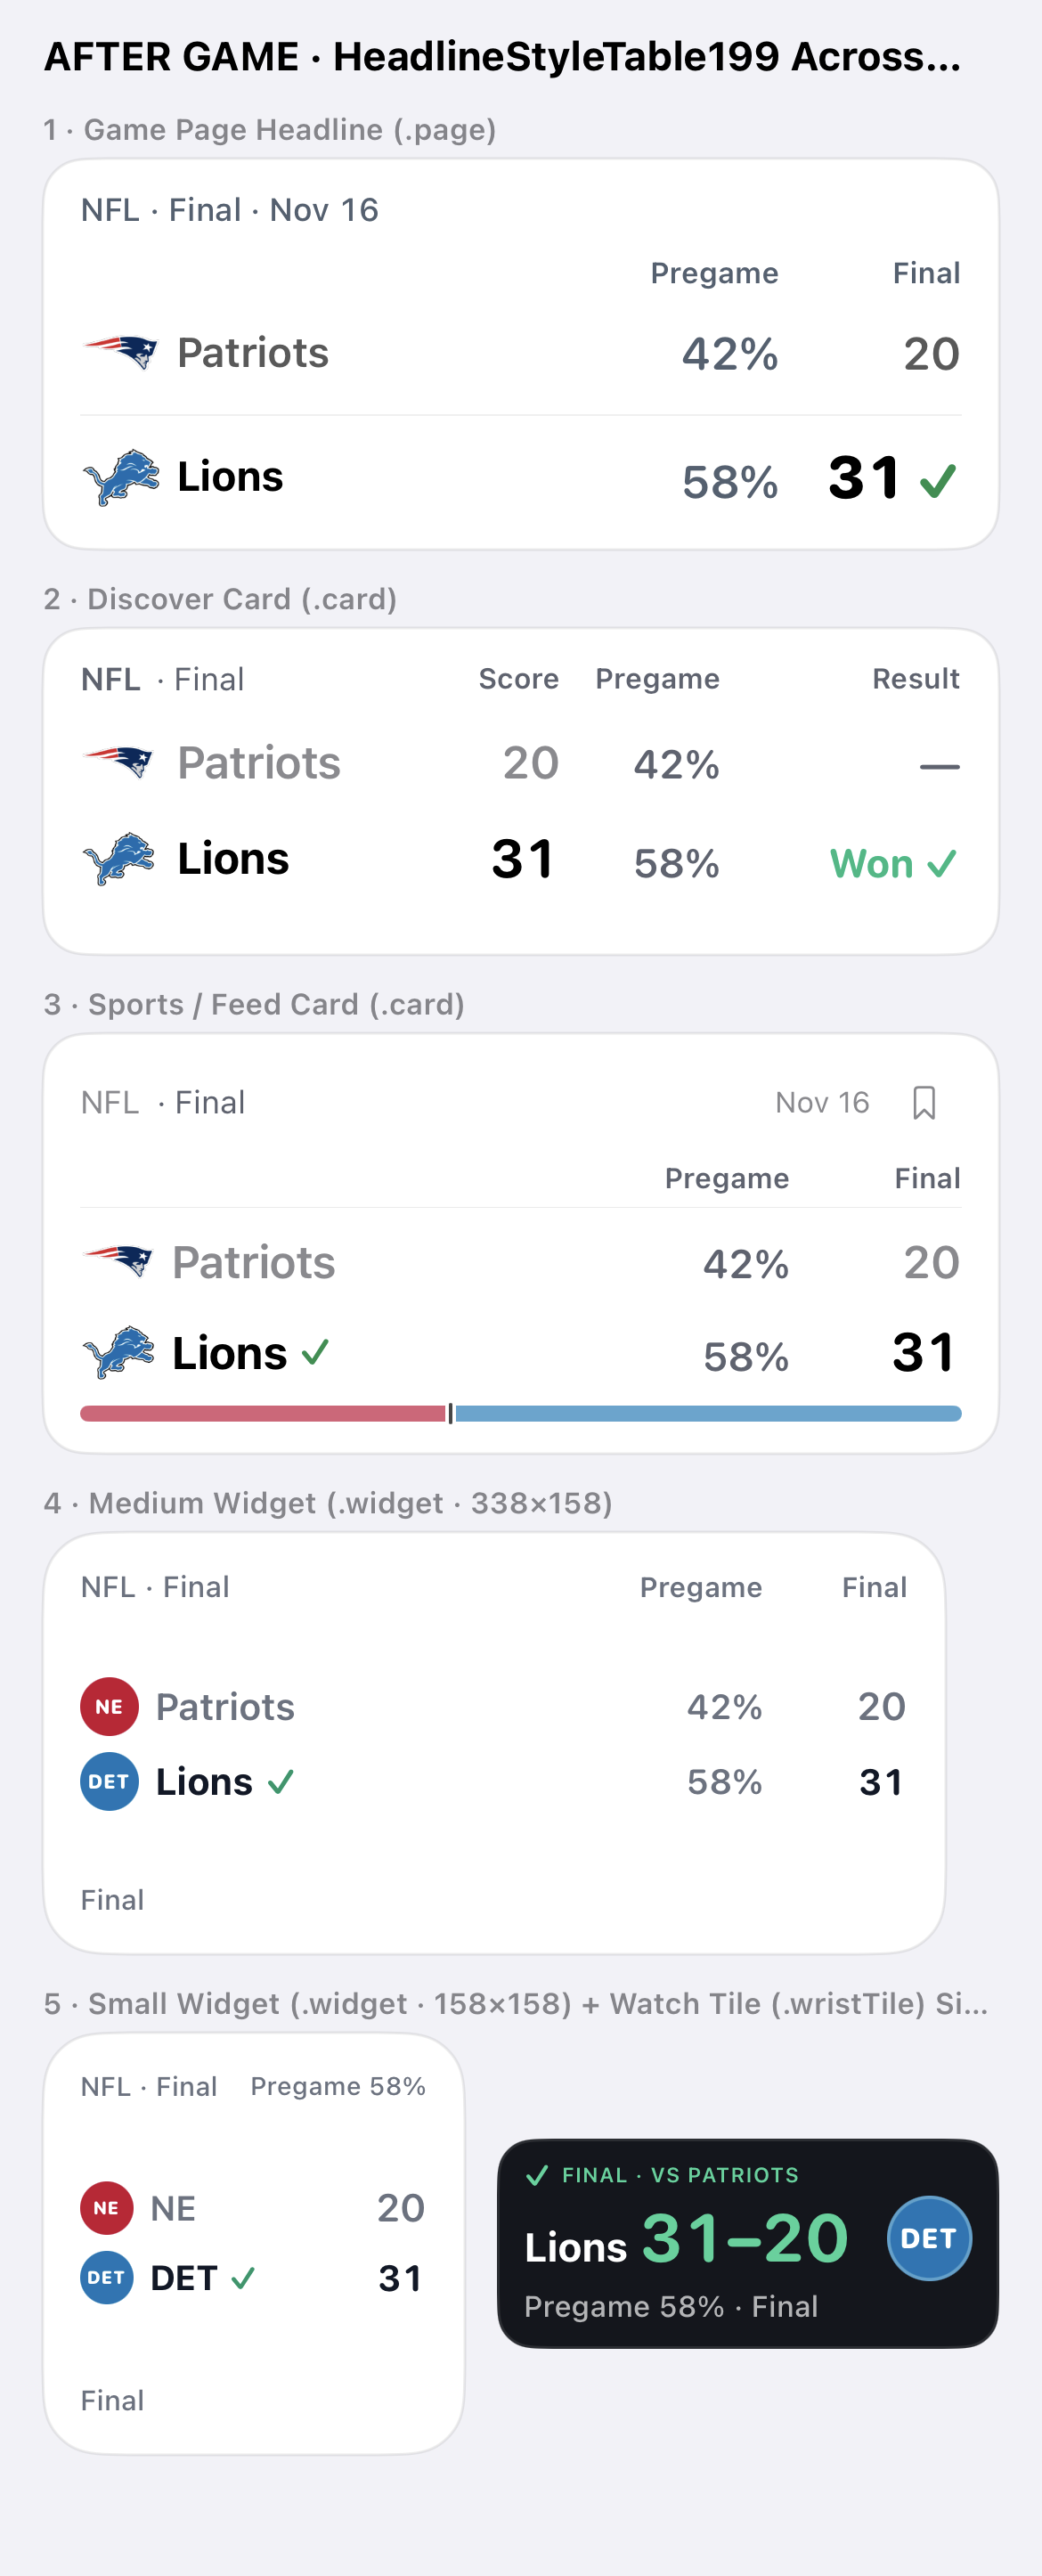 AFTER GAME · HeadlineStyleTable199 Across...
1 · Game Page Headline (.page)
NFL · Final · Nov 16
Pregame Final
Patriots 42% 20
Lions 58% 31 ✓
2 · Discover Card (.card)
NFL · Final Score Pregame Result
Patriots 20 42% —
Lions 31 58% Won ✓
3 · Sports / Feed Card (.card)
NFL · Final Nov 16
Pregame Final
Patriots 42% 20
Lions ✓ 58% 31
4 · Medium Widget (.widget · 338×158)
NFL · Final Pregame Final
NE Patriots 42% 20
DET Lions ✓ 58% 31
Final
5 · Small Widget (.widget · 158×158) + Watch Tile (.wristTile) Si...
NFL · Final Pregame 58%
NE NE 20
DET DET ✓ 31
Final
✓ FINAL · VS PATRIOTS
Lions 31–20 DET
Pregame 58% · Final